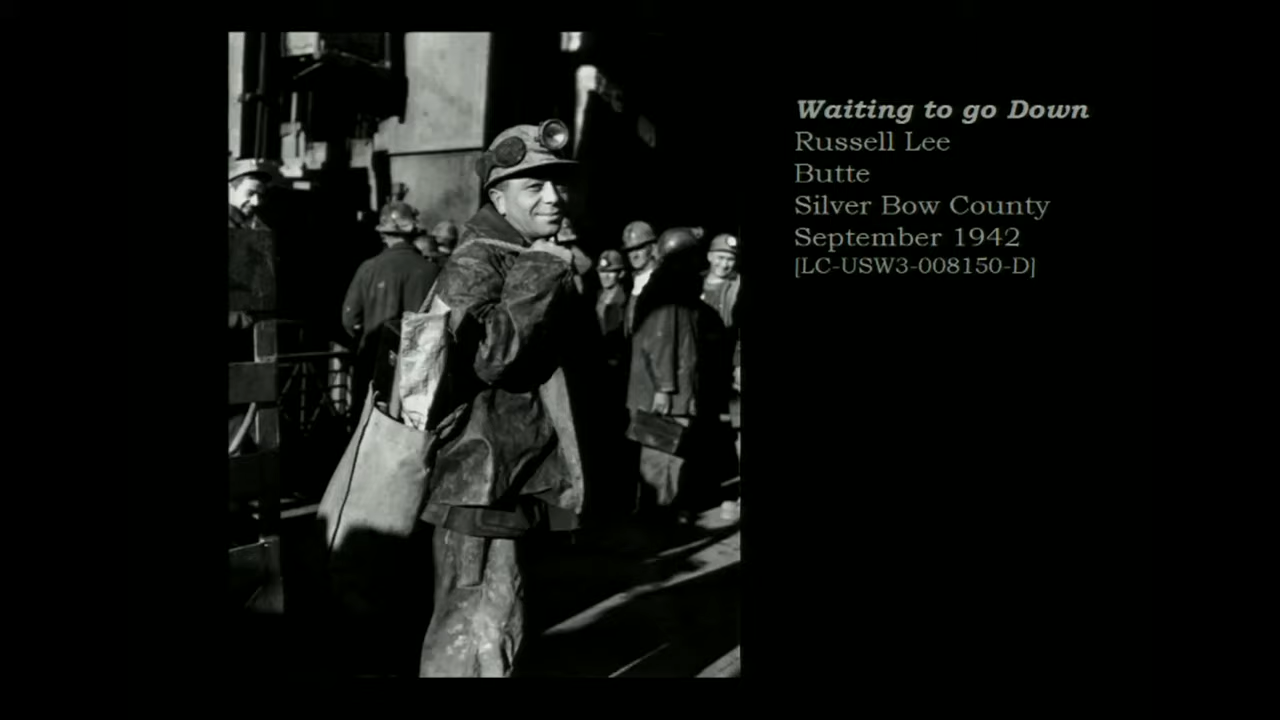 Waiting to go Down
Russell Lee
Butte
Silver Bow County
September 1942
[LC-USW3-008150-D]